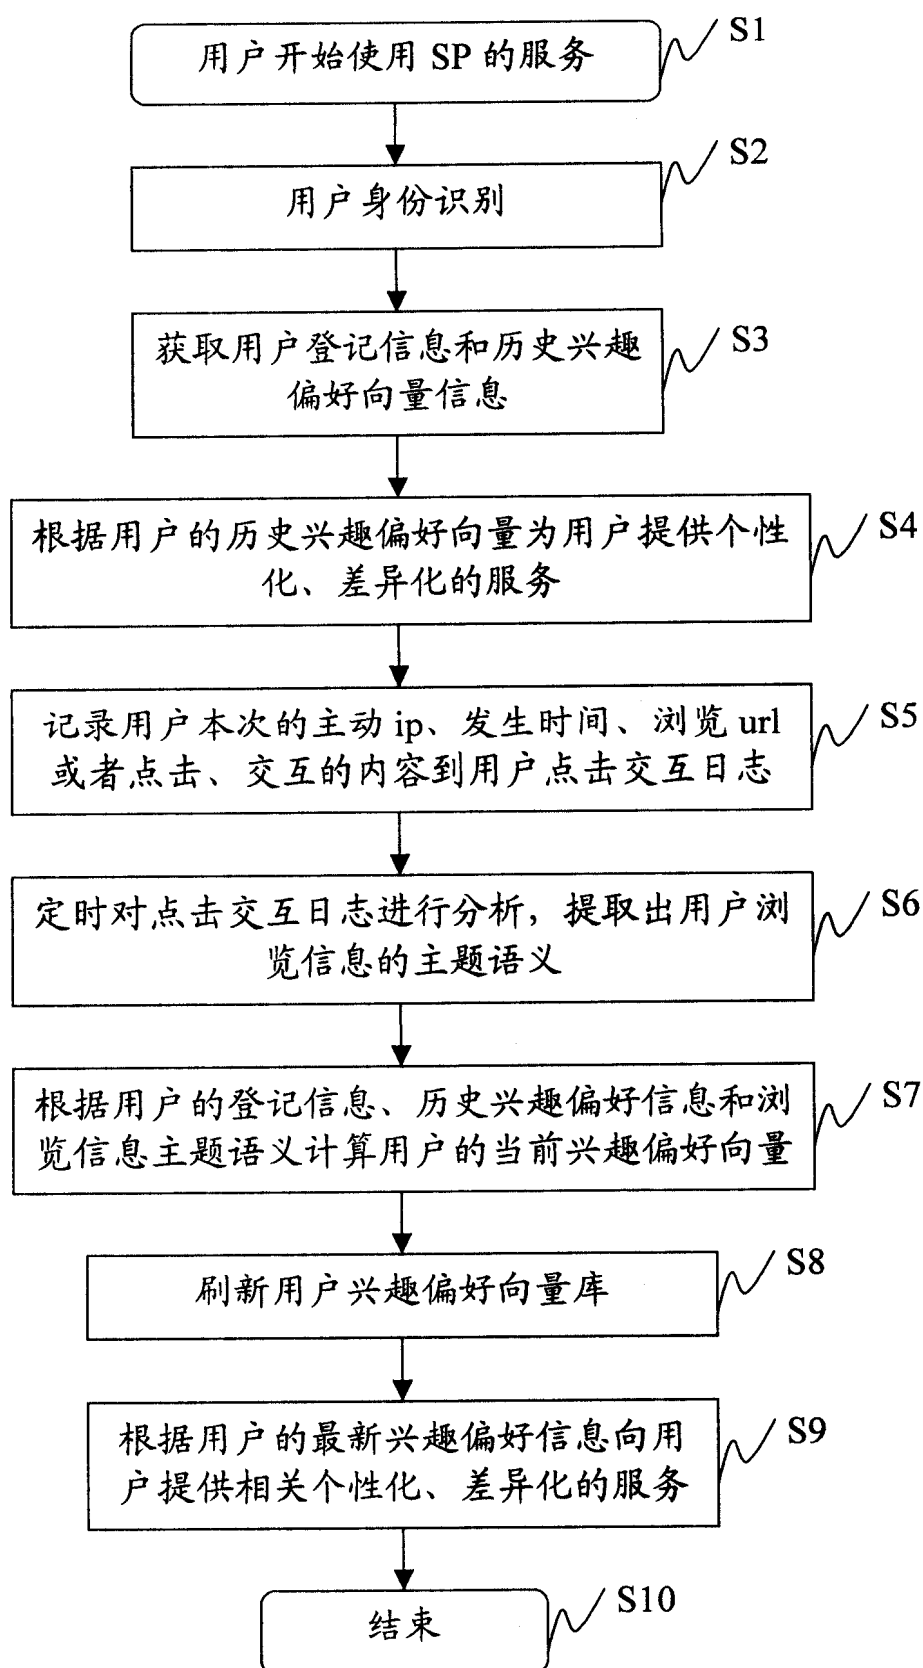 用户开始使用 SP 的服务
S1
用户身份识别
S2
获取用户登记信息和历史兴趣
偏好向量信息
S3
根据用户的历史兴趣偏好向量为用户提供个性
化、差异化的服务
S4
记录用户本次的主动 ip、发生时间、浏览 url
或者点击、交互的内容到用户点击交互日志
S5
定时对点击交互日志进行分析，提取出用户浏
览信息的主题语义
S6
根据用户的登记信息、历史兴趣偏好信息和浏
览信息主题语义计算用户的当前兴趣偏好向量
S7
刷新用户兴趣偏好向量库
S8
根据用户的最新兴趣偏好信息向用
户提供相关个性化、差异化的服务
S9
结束
S10